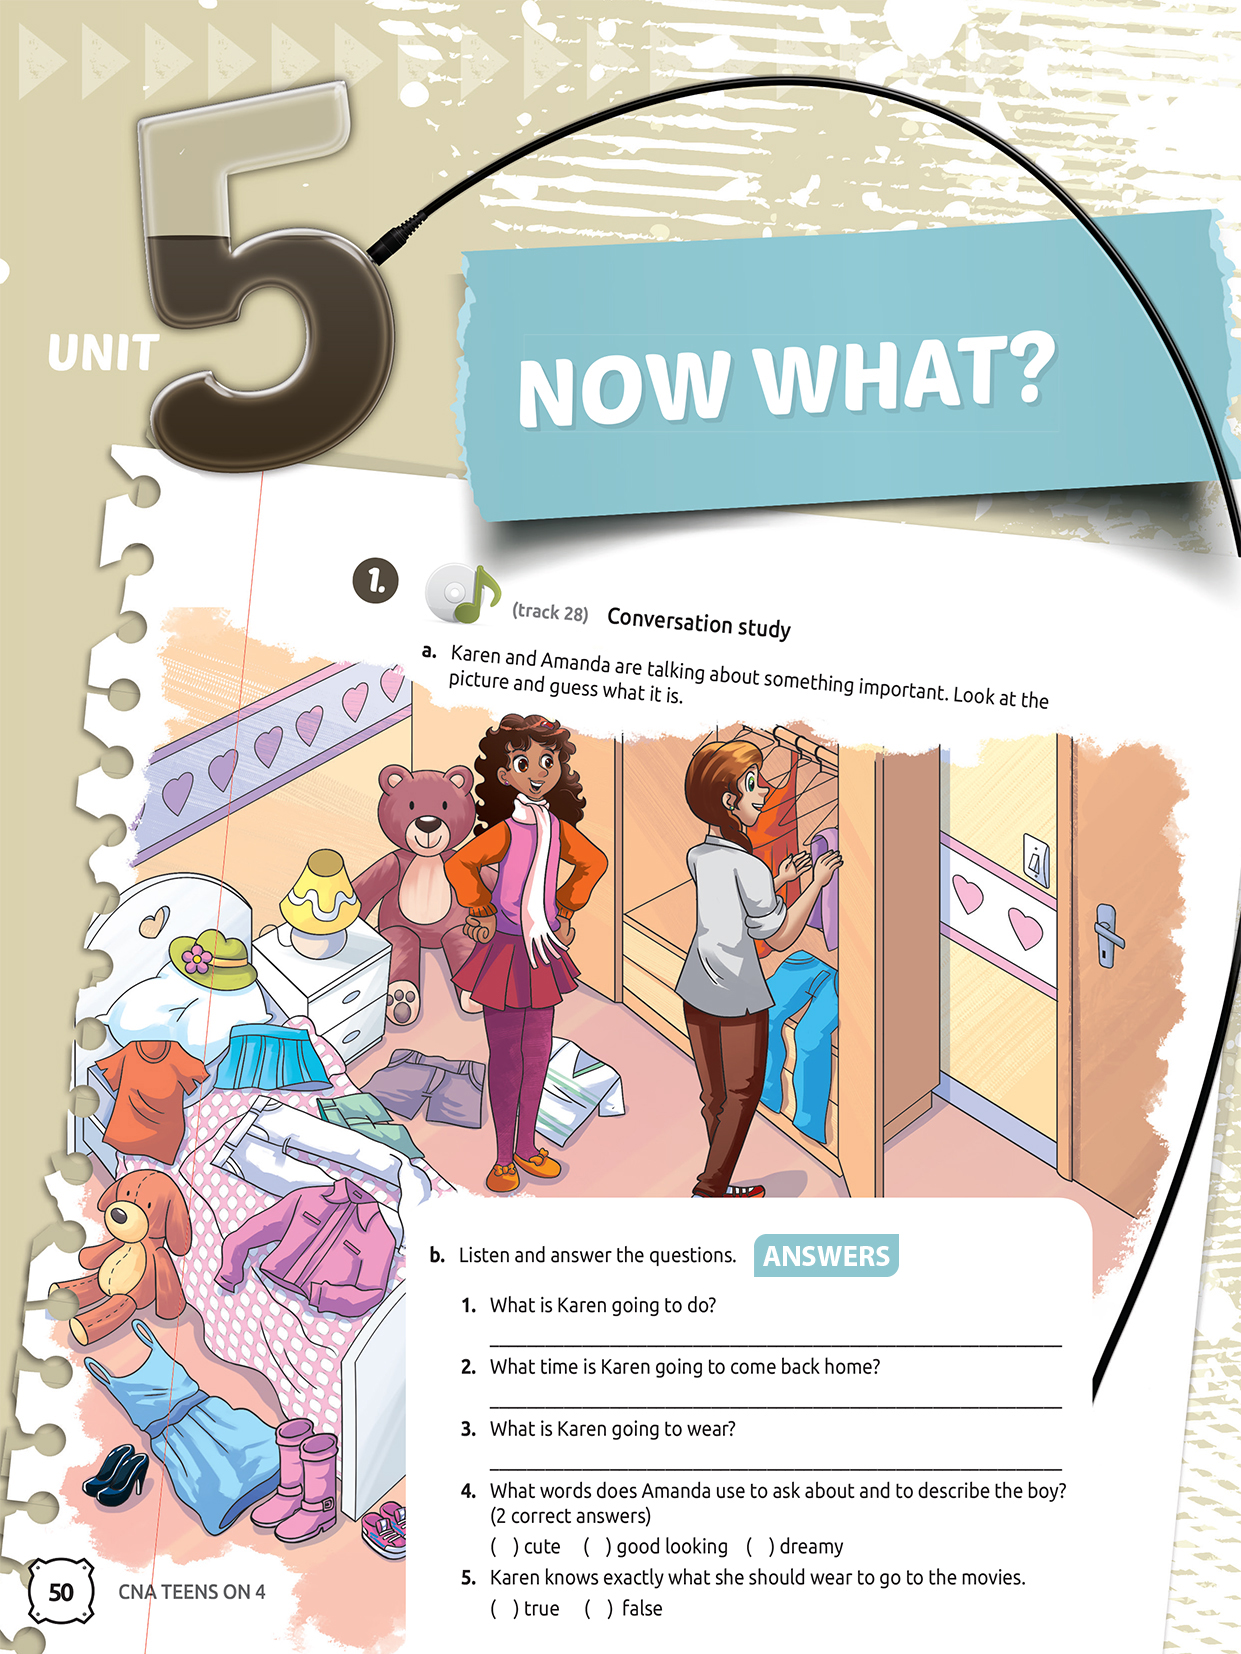 UNIT 5
NOW WHAT?
1. (track 28) Conversation study
a. Karen and Amanda are talking about something important. Look at the
picture and guess what it is.
b. Listen and answer the questions. ANSWERS
1. What is Karen going to do?
2. What time is Karen going to come back home?
3. What is Karen going to wear?
4. What words does Amanda use to ask about and to describe the boy?
(2 correct answers)
( ) cute ( ) good looking ( ) dreamy
5. Karen knows exactly what she should wear to go to the movies.
( ) true ( ) false
50 CNA TEENS ON 4